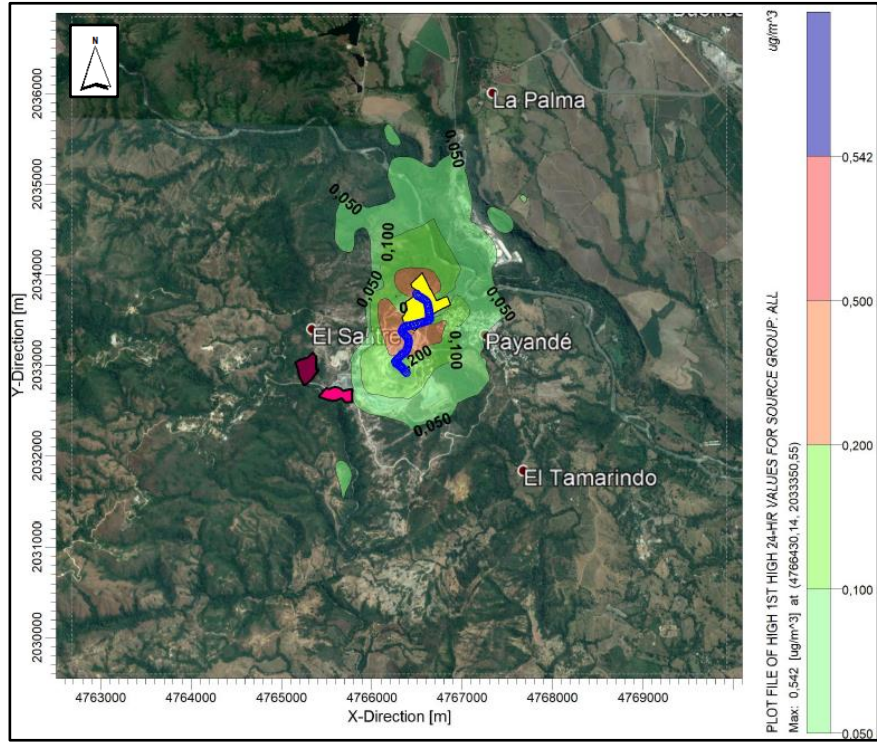 N
La Palma
0,050
0,050
0,100
0,050
0,050
El Salitre
0,100
Payandé
0,050
El Tamarindo
Y-Direction [m]
2036000
2035000
2034000
2033000
2032000
2031000
2030000
4763000 4764000 4765000 4766000 4767000 4768000 4769000
X-Direction [m]
ug/m^3
PLOT FILE OF HIGH 1ST HIGH 24-HR VALUES FOR SOURCE GROUP: ALL
Max: 0,542 [ug/m^3] at (4766430,14, 2033350,55)
0,542
0,500
0,200
0,100
0,050